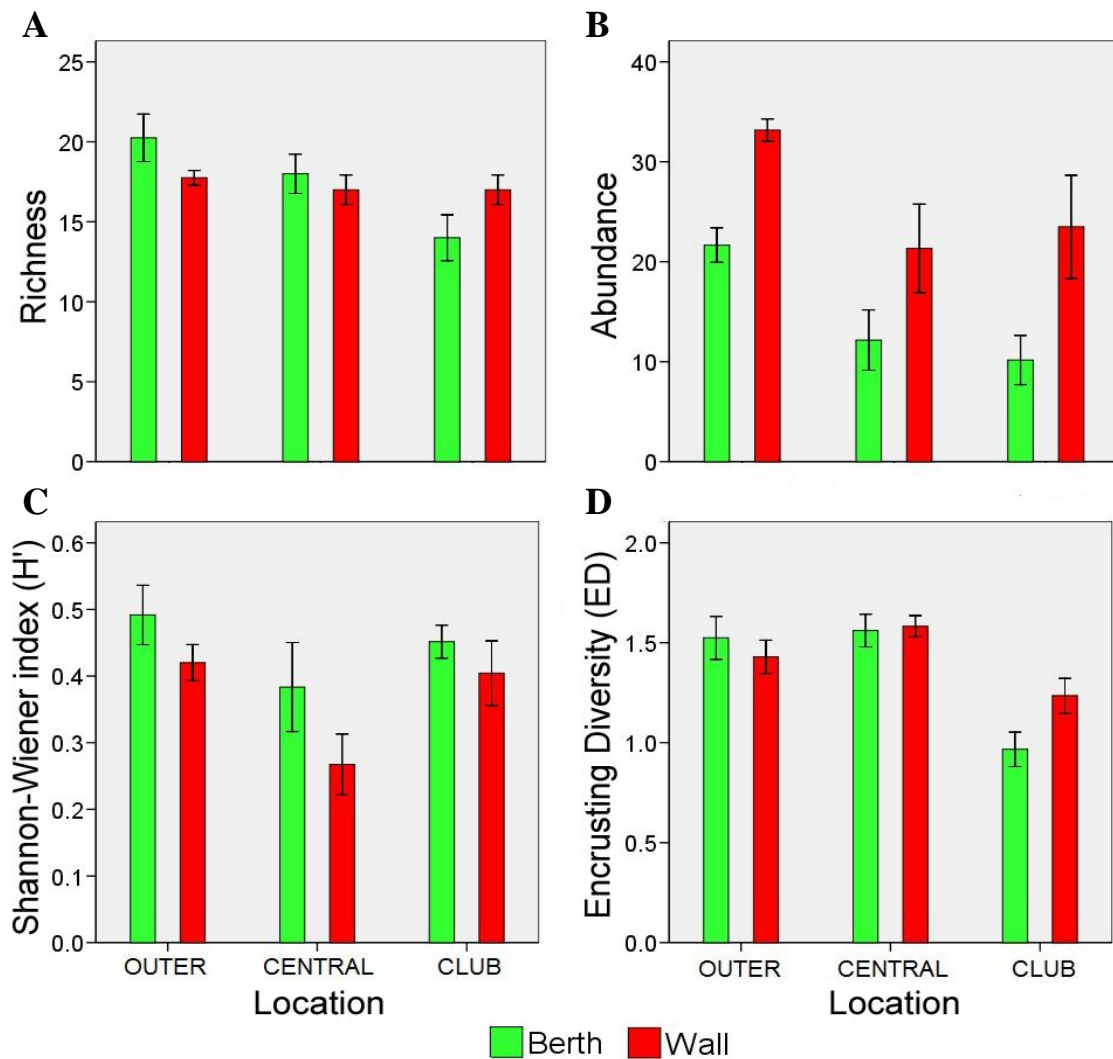 A
Richness
25
20
15
10
5
0
B
Abundance
40
30
20
10
0
C
Shannon-Wiener index (H')
0.6
0.5
0.4
0.3
0.2
0.1
0.0
OUTER CENTRAL CLUB
Location
D
Encrusting Diversity (ED)
2.0
1.5
1.0
0.5
0.0
OUTER CENTRAL CLUB
Location
Berth Wall